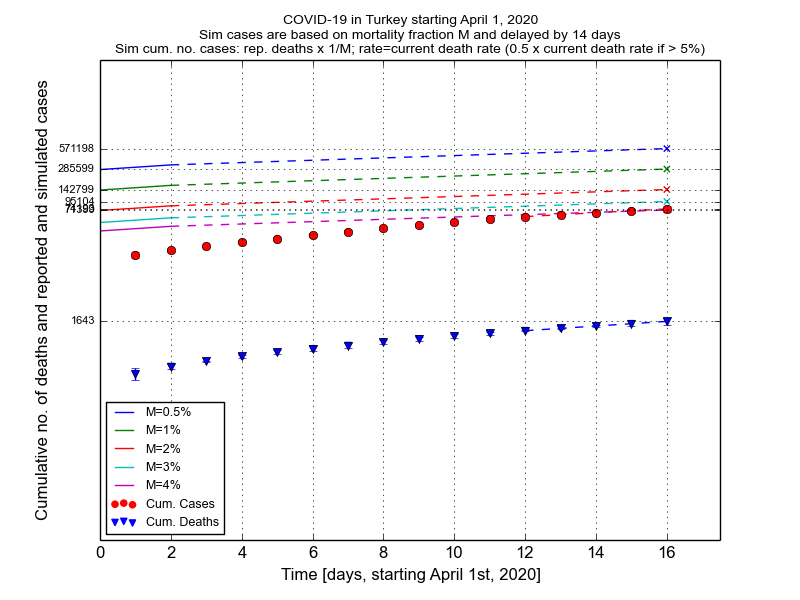 COVID-19 in Turkey starting April 1, 2020
Sim cases are based on mortality fraction M and delayed by 14 days
Sim cum. no. cases: rep. deaths x 1/M; rate=current death rate (0.5 x current death rate if > 5%)
Cumulative no. of deaths and reported and simulated cases
571198
285599
142799
95104
1643
M=0.5%
M=1%
M=2%
M=3%
M=4%
Cum. Cases
Cum. Deaths
0 2 4 6 8 10 12 14 16
Time [days, starting April 1st, 2020]